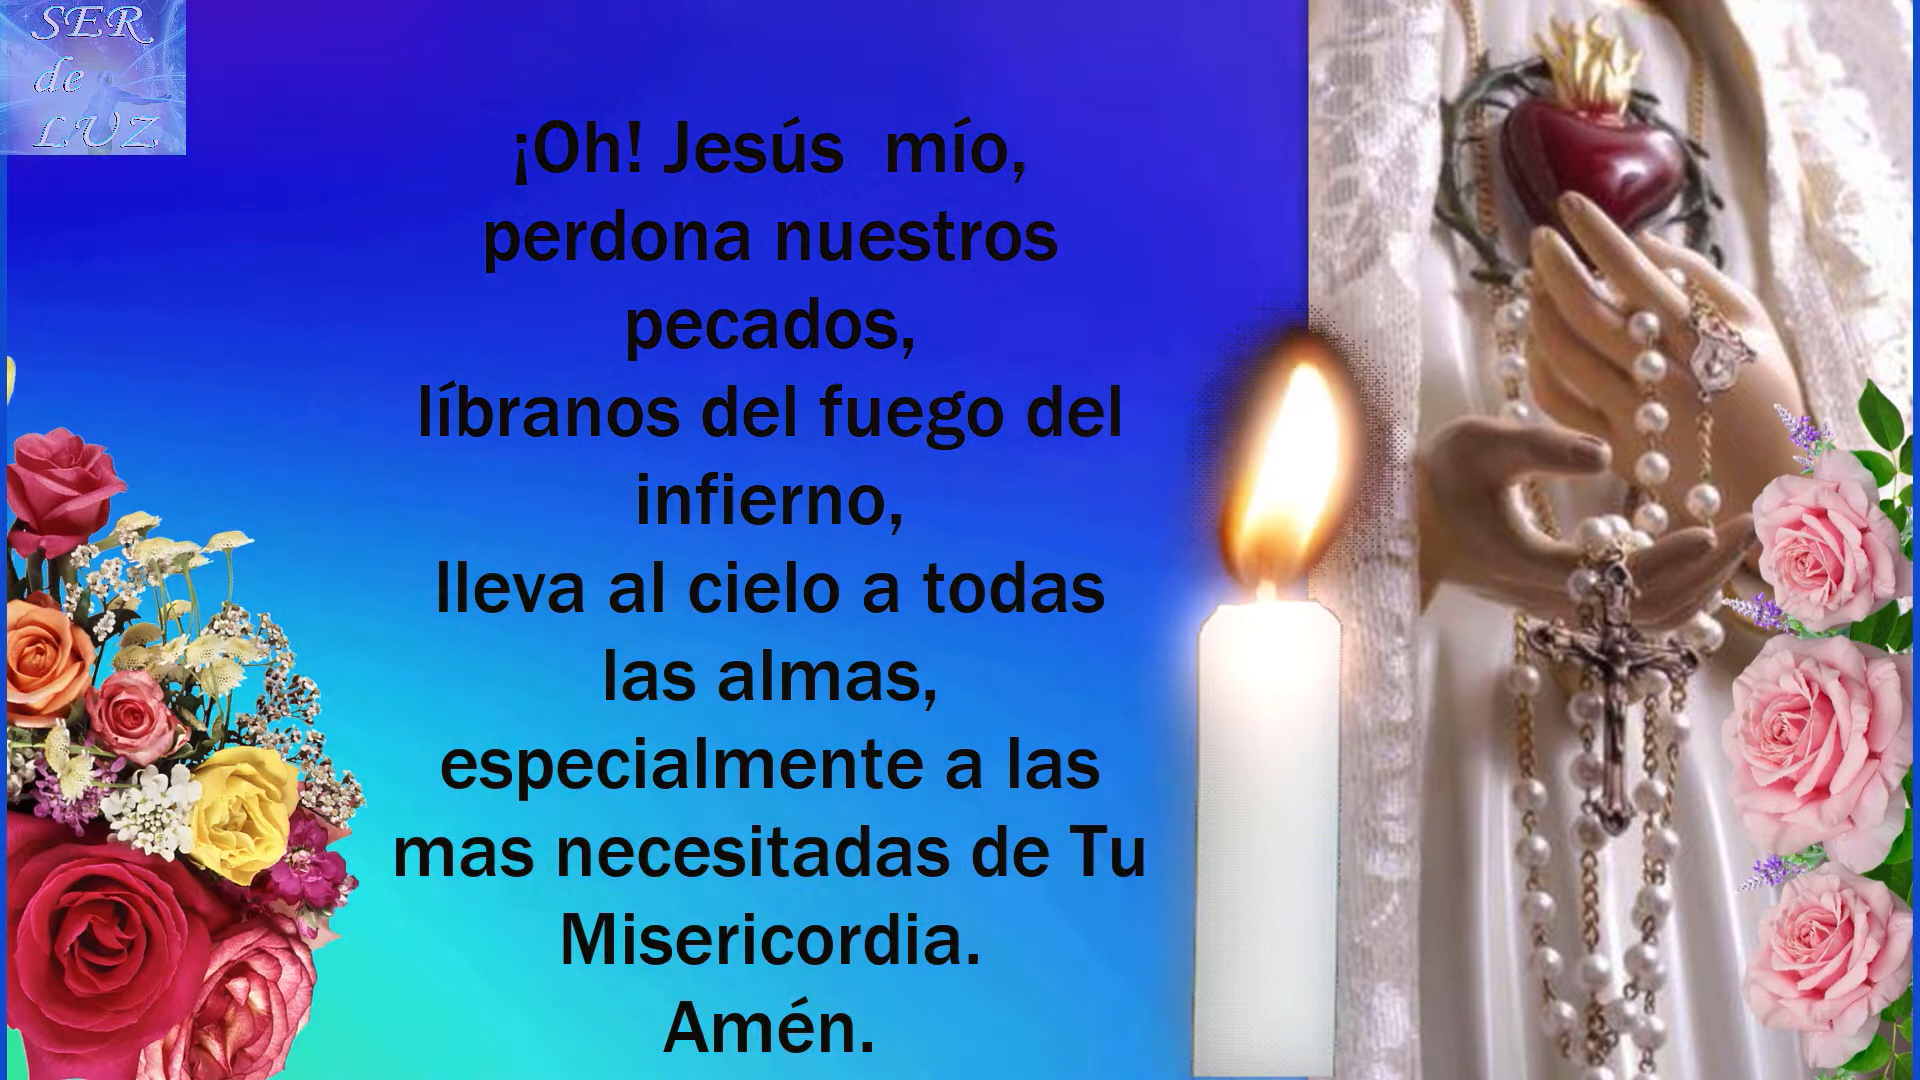 SER
de
LUZ
¡Oh! Jesús mío,
perdona nuestros
pecados,
líbranos del fuego del
infierno,
lleva al cielo a todas
las almas,
especialmente a las
mas necesitadas de Tu
Misericordia.
Amén.